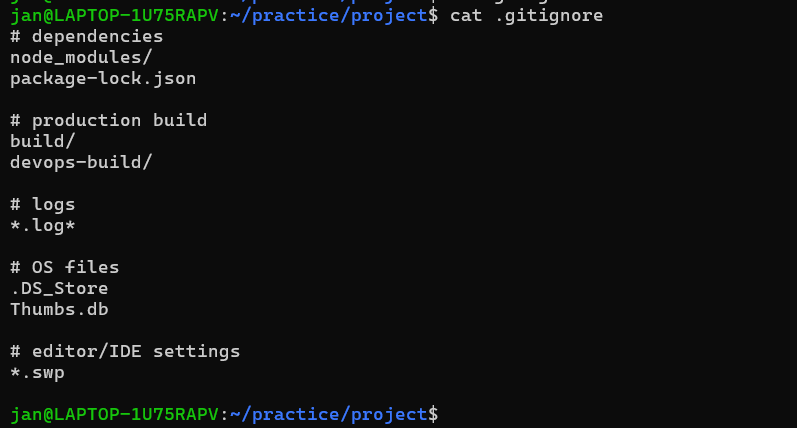 jan@LAPTOP-1U75RAPV:~/practice/project$ cat .gitignore
# dependencies
node_modules/
package-lock.json
# production build
build/
devops-build/
# logs
*.log*
# OS files
.DS_Store
Thumbs.db
# editor/IDE settings
*.swp
jan@LAPTOP-1U75RAPV:~/practice/project$